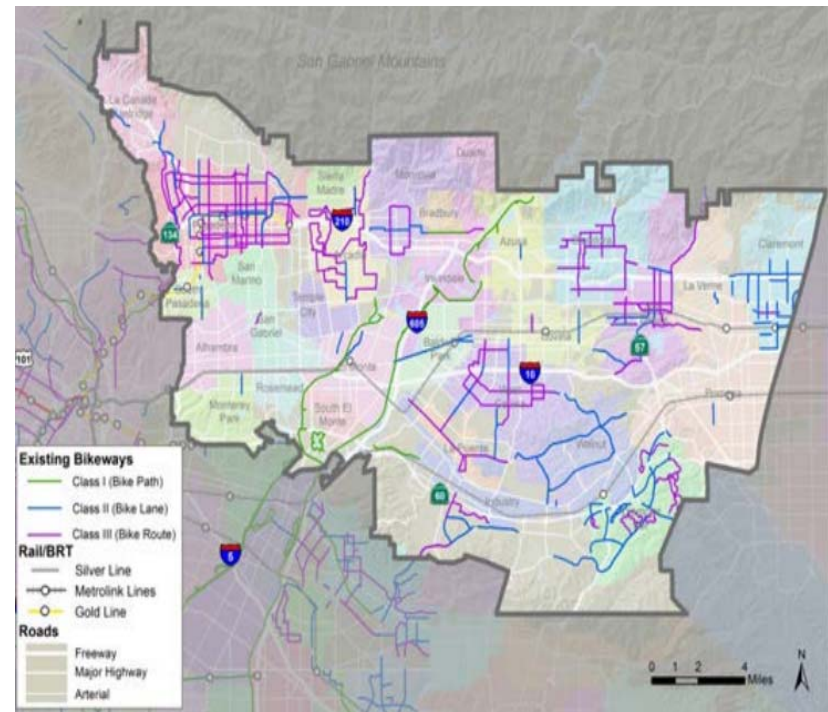 San Gabriel Mountains
La Canada
Flintridge
Duarte
Sierra
Madre
Monrovia
Bradbury
210
134
Azusa
Claremont
San
Marino
Irwindale
La Verne
South
Pasadena
Temple
City
San
Gabriel
605
Covina
57
101
Alhambra
Baldwin
Park
El Monte
10
Rosemead
Pomona
Monterey
Park
South El
Monte
La Puente
Walnut
60
Industry
5
Existing Bikeways
Class I (Bike Path)
Class II (Bike Lane)
Class III (Bike Route)
Rail/BRT
Silver Line
Metrolink Lines
Gold Line
Roads
Freeway
Major Highway
Arterial
N
0 1 2 4
Miles